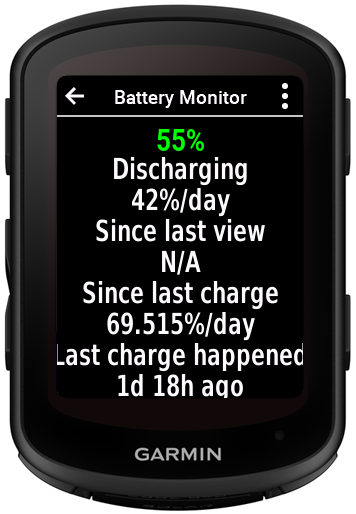 Battery Monitor
55%
Discharging
42%/day
Since last view
N/A
Since last charge
69.515%/day
Last charge happened
1d 18h ago
GARMIN